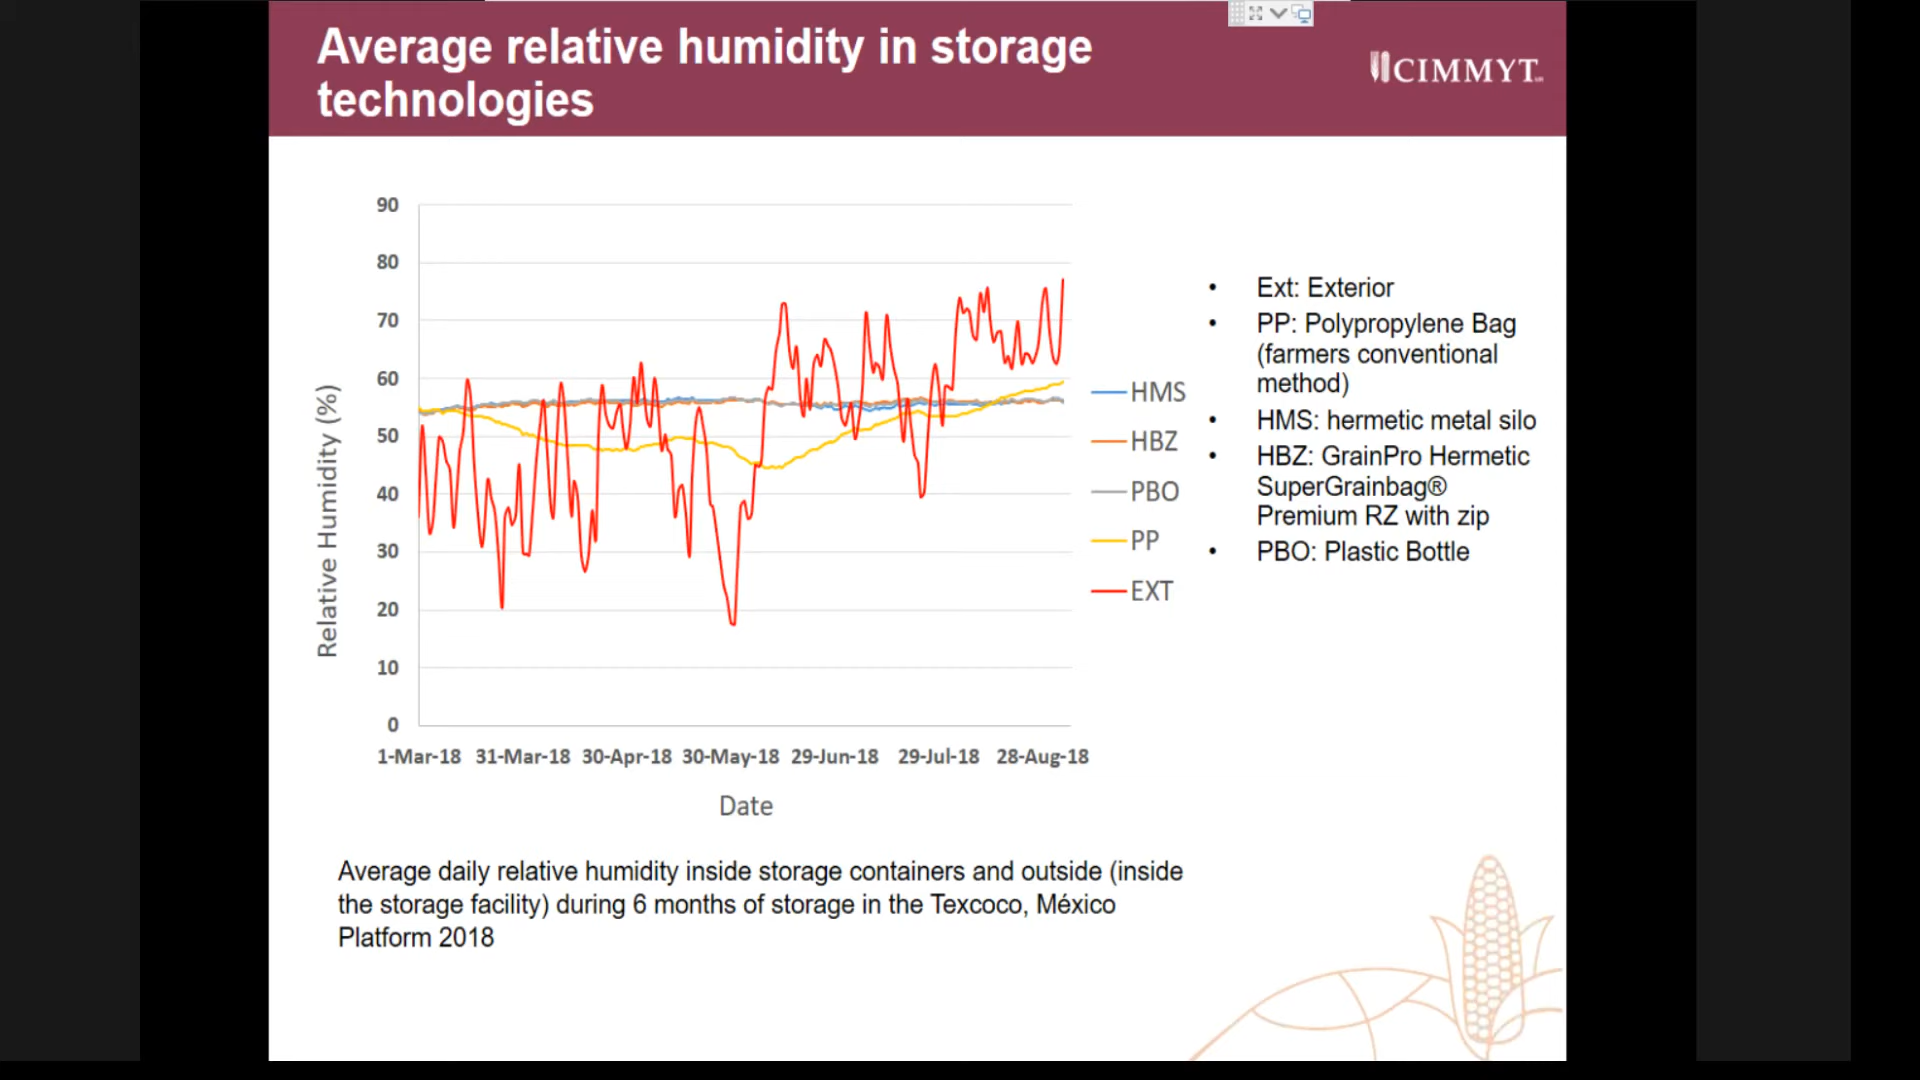 Average relative humidity in storage
technologies
CIMMYT
90
80
70
60
50
40
30
20
10
0
Relative Humidity (%)
1-Mar-18 31-Mar-18 30-Apr-18 30-May-18 29-Jun-18 29-Jul-18 28-Aug-18
Date
HMS
HBZ
PBO
PP
EXT
• Ext: Exterior
• PP: Polypropylene Bag
(farmers conventional
method)
• HMS: hermetic metal silo
• HBZ: GrainPro Hermetic
SuperGrainbag®
Premium RZ with zip
• PBO: Plastic Bottle
Average daily relative humidity inside storage containers and outside (inside
the storage facility) during 6 months of storage in the Texcoco, México
Platform 2018